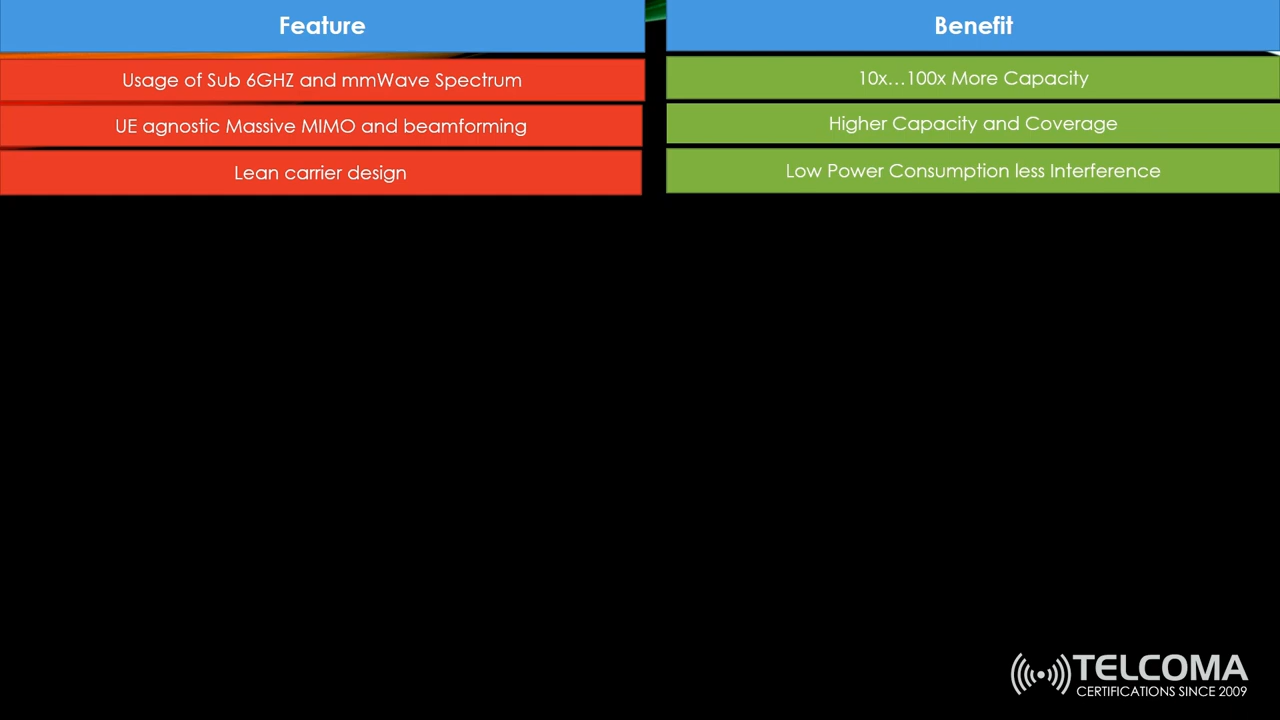 Feature
Benefit
Usage of Sub 6GHZ and mmWave Spectrum
10x...100x More Capacity
UE agnostic Massive MIMO and beamforming
Higher Capacity and Coverage
Lean carrier design
Low Power Consumption less Interference
TELCOMA
CERTIFICATIONS SINCE 2009